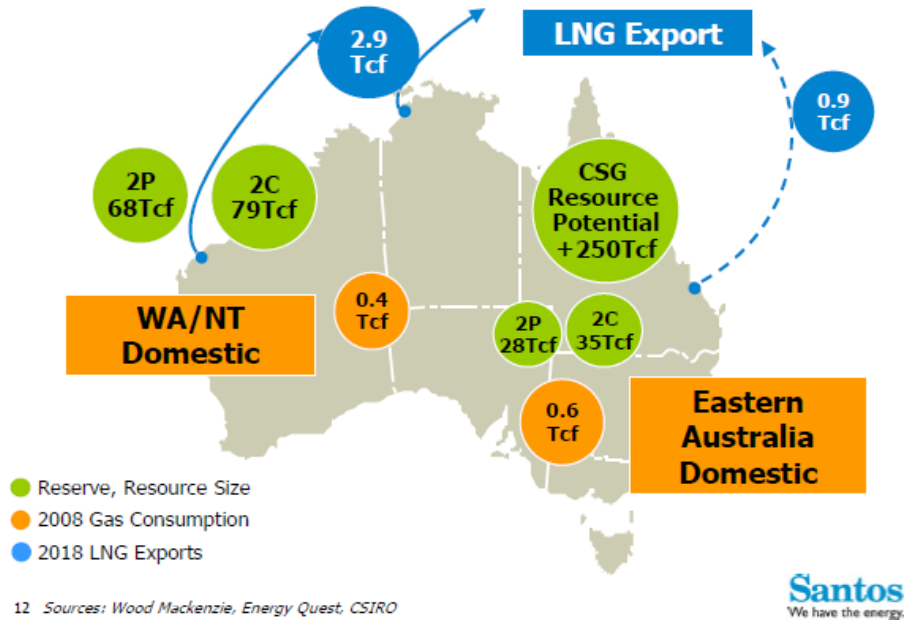 2.9
Tcf
LNG Export
0.9
Tcf
2P
68Tcf
2C
79Tcf
CSG
Resource
Potential
+250Tcf
WA/NT
Domestic
0.4
Tcf
2P
28Tcf
2C
35Tcf
0.6
Tcf
Eastern
Australia
Domestic
Reserve, Resource Size
2008 Gas Consumption
2018 LNG Exports
12 Sources: Wood Mackenzie, Energy Quest, CSIRO
Santos
We have the energy.